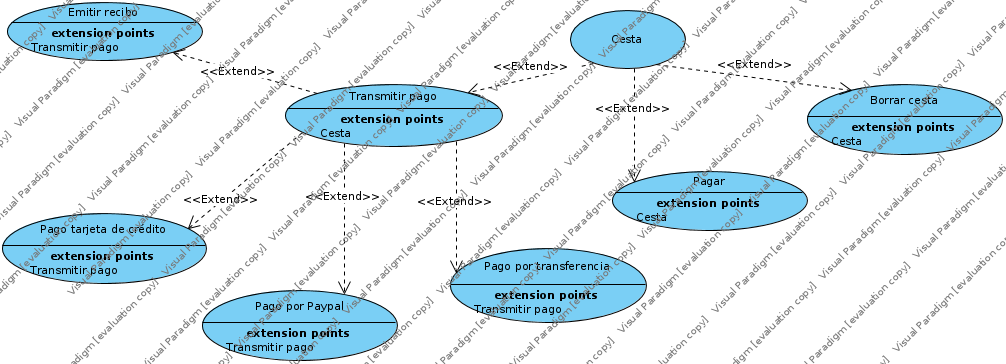 Emitir recibo
extension points
Transmitir pago
Cesta
<<Extend>>
<<Extend>>
<<Extend>>
Transmitir pago
extension points
Cesta
<<Extend>>
Borrar cesta
extension points
Cesta
Pagar
extension points
Cesta
<<Extend>>
<<Extend>>
<<Extend>>
Pago tarjeta de crédito
extension points
Transmitir pago
Pago por transferencia
extension points
Transmitir pago
Pago por Paypal
extension points
Transmitir pago
Visual Paradigm [evaluation copy]